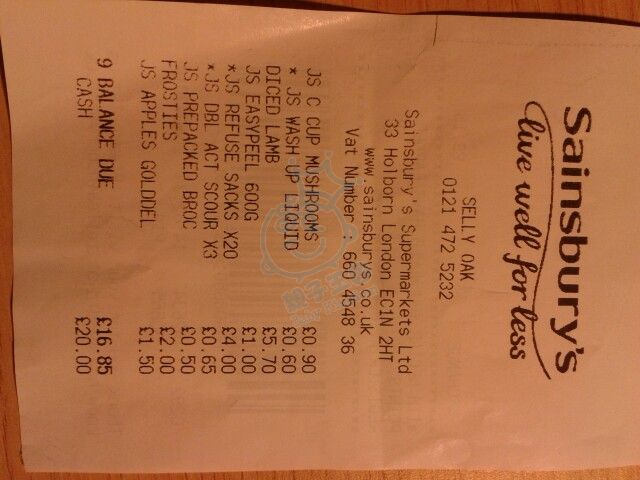 Sainsbury's
live well for less
SELLY OAK
0121 472 5232
Sainsbury's Supermarkets Ltd
33 Holborn London EC1N 2HT
www.sainsburys.co.uk
Vat Number : 660 4548 36
JS C CUP MUSHROOMS £0.90
* JS WASH UP LIQUID £0.60
DICED LAMB £5.70
JS EASYPEEL 600G £1.00
*JS REFUSE SACKS X20 £4.00
*JS DBL ACT SCOUR X3 £0.65
JS PREPACKED BROC £0.50
FROSTIES £2.00
JS APPLES GOLDDEL £1.50
9 BALANCE DUE £16.85
CASH £20.00